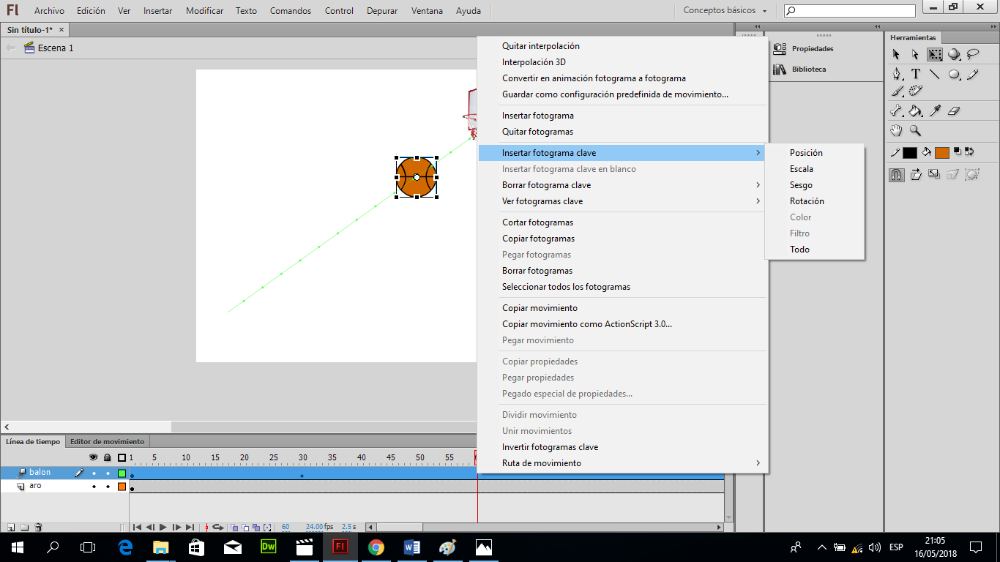 Fl Archivo Edición Ver Insertar Modificar Texto Comandos Control Depurar Ventana Ayuda Conceptos básicos
Sin título-1* ×
Escena 1
Herramientas
Propiedades
Biblioteca
Quitar interpolación
Interpolación 3D
Convertir en animación fotograma a fotograma
Guardar como configuración predefinida de movimiento...
Insertar fotograma
Quitar fotogramas
Insertar fotograma clave
Insertar fotograma clave en blanco
Borrar fotograma clave
Ver fotogramas clave
Cortar fotogramas
Copiar fotogramas
Pegar fotogramas
Borrar fotogramas
Seleccionar todos los fotogramas
Copiar movimiento
Copiar movimiento como ActionScript 3.0...
Pegar movimiento
Copiar propiedades
Pegar propiedades
Pegado especial de propiedades...
Dividir movimiento
Unir movimientos
Invertir fotogramas clave
Ruta de movimiento
Posición
Escala
Sesgo
Rotación
Color
Filtro
Todo
Línea de tiempo Editor de movimiento
1 5 10 15 20 25 30 35 40 45 50 55
balon
aro
60 24.00 fps 2.5 s
Dw Fl ESP 21:05
16/05/2018